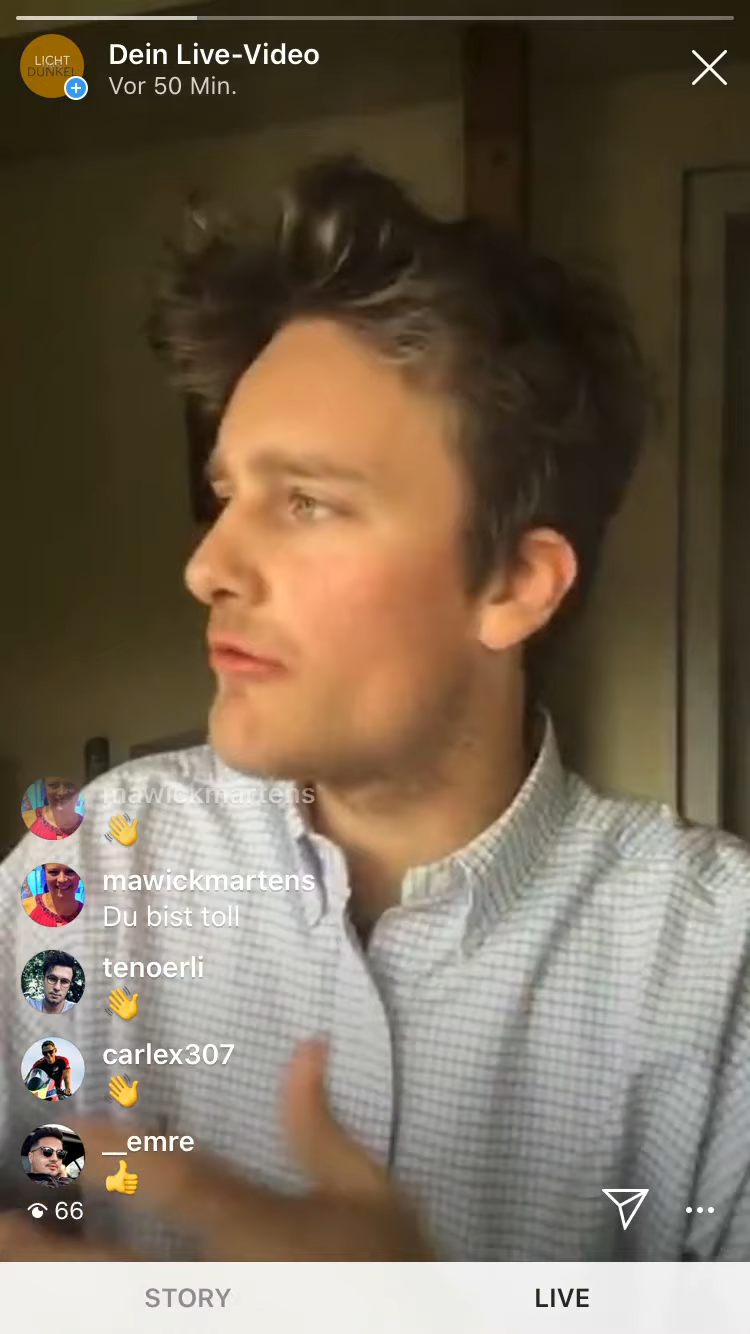 LICHT
DUNKEL
Dein Live-Video
Vor 50 Min.
mawickmartens
👋
mawickmartens
Du bist toll
tenoerli
👋
carlex307
👋
__emre
👍
66
STORY
LIVE